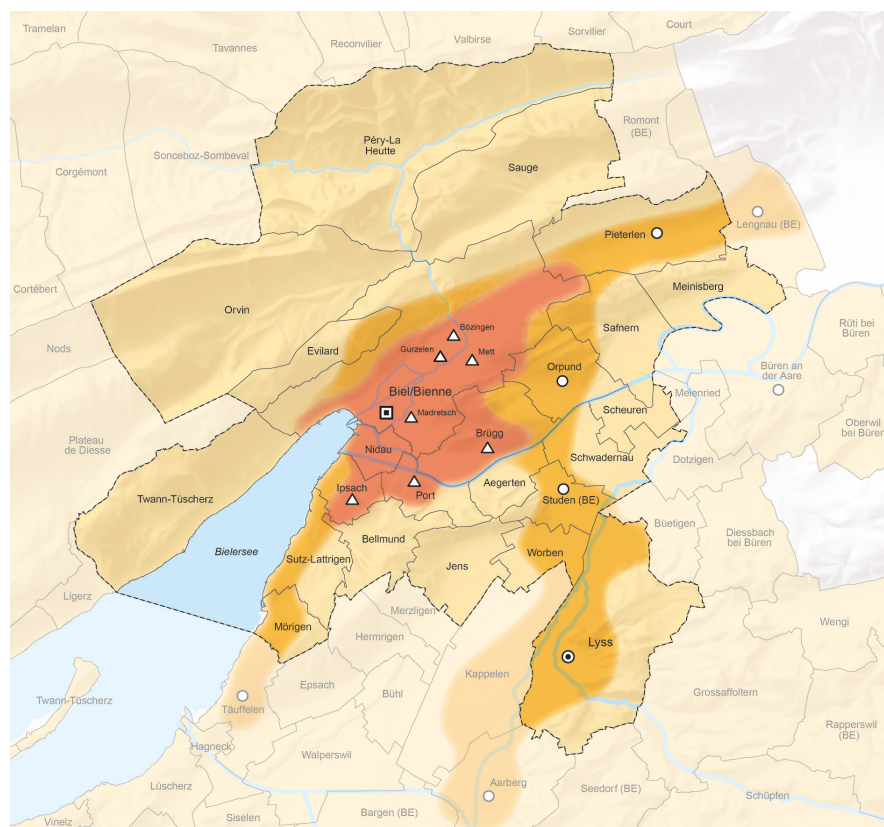 Tramelan
Tavannes
Reconvilier
Valbirse
Sorvilier
Court
Romont
(BE)
Péry-La
Heutte
Sonceboz-Sombeval
Corgémont
Sauge
Lengnau (BE)
Pieterlen
Meinisberg
Cortébert
Orvin
Nods
Evilard
Bözingen
Gurzelen
Mett
Safnern
Rüti bei
Büren
Orpund
Büren an
der Aare
Biel/Bienne
Meienried
Madretsch
Scheuren
Oberwil
bei Büren
Plateau
de Diesse
Nidau
Brügg
Schwadernau
Dotzigen
Twann-Tüscherz
Ipsach
Port
Aegerten
Studen (BE)
Büetigen
Diessbach
bei Büren
Bielersee
Sutz-Lattrigen
Bellmund
Jens
Worben
Ligerz
Merzligen
Mörigen
Hermrigen
Wengi
Lyss
Kappelen
Epsach
Bühl
Grossaffoltern
Twann-Tüscherz
Täuffelen
Rapperswil
(BE)
Hagneck
Walperswil
Lüscherz
Aarberg
Seedorf (BE)
Schüpfen
Vinelz
Siselen
Bargen (BE)